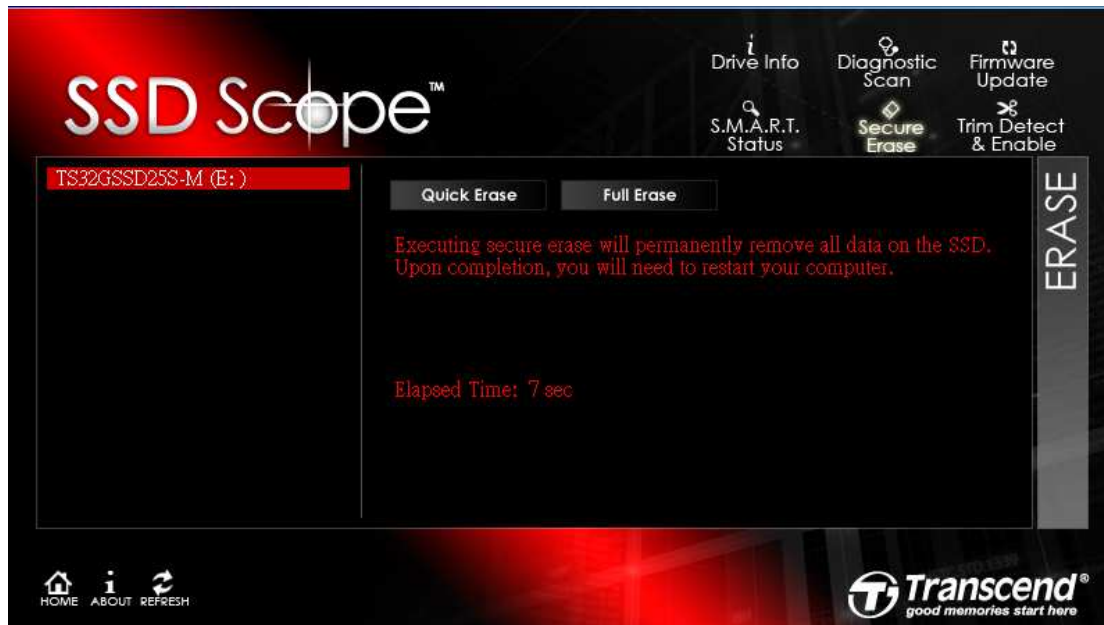 SSD Scope™
Drive Info
Diagnostic
Scan
Firmware
Update
S.M.A.R.T.
Status
Secure
Erase
Trim Detect
& Enable
TS32GSSD25S-M (E: )
Quick Erase
Full Erase
Executing secure erase will permanently remove all data on the SSD.
Upon completion, you will need to restart your computer.
Elapsed Time: 7 sec
ERASE
HOME
ABOUT
REFRESH
Transcend®
good memories start here